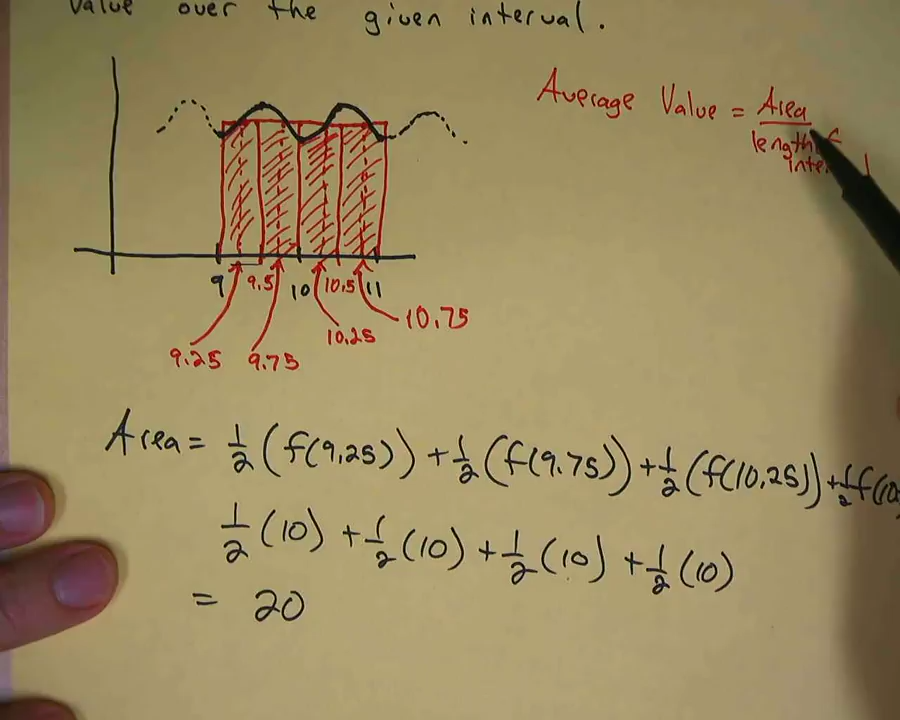 value over the given interval.
Average Value = Area
length of
inte
9 9.5 10 10.5 11
10.75
10.25
9.25 9.75
Area = 1/2 (f(9.25)) + 1/2 (f(9.75)) + 1/2 (f(10.25)) + 1/2 f(10.
1/2 (10) + 1/2 (10) + 1/2 (10) + 1/2 (10)
= 20